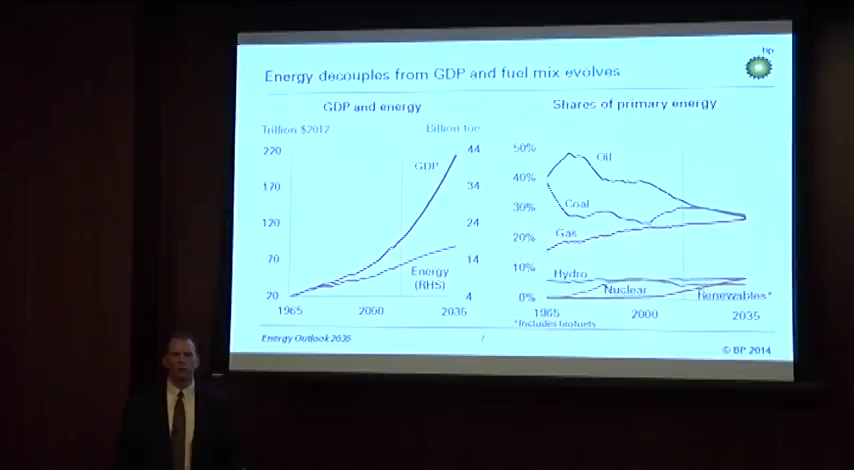 bp
Energy decouples from GDP and fuel mix evolves
GDP and energy
Trillion $2012
Billion toe
220
170
120
70
20
44
34
24
14
4
GDP
Energy
(RHS)
1965
2000
2035
Shares of primary energy
50%
40%
30%
20%
10%
0%
Oil
Coal
Gas
Hydro
Nuclear
Renewables*
1965
2000
2035
*Includes biofuels
Energy Outlook 2035
7
© BP 2014